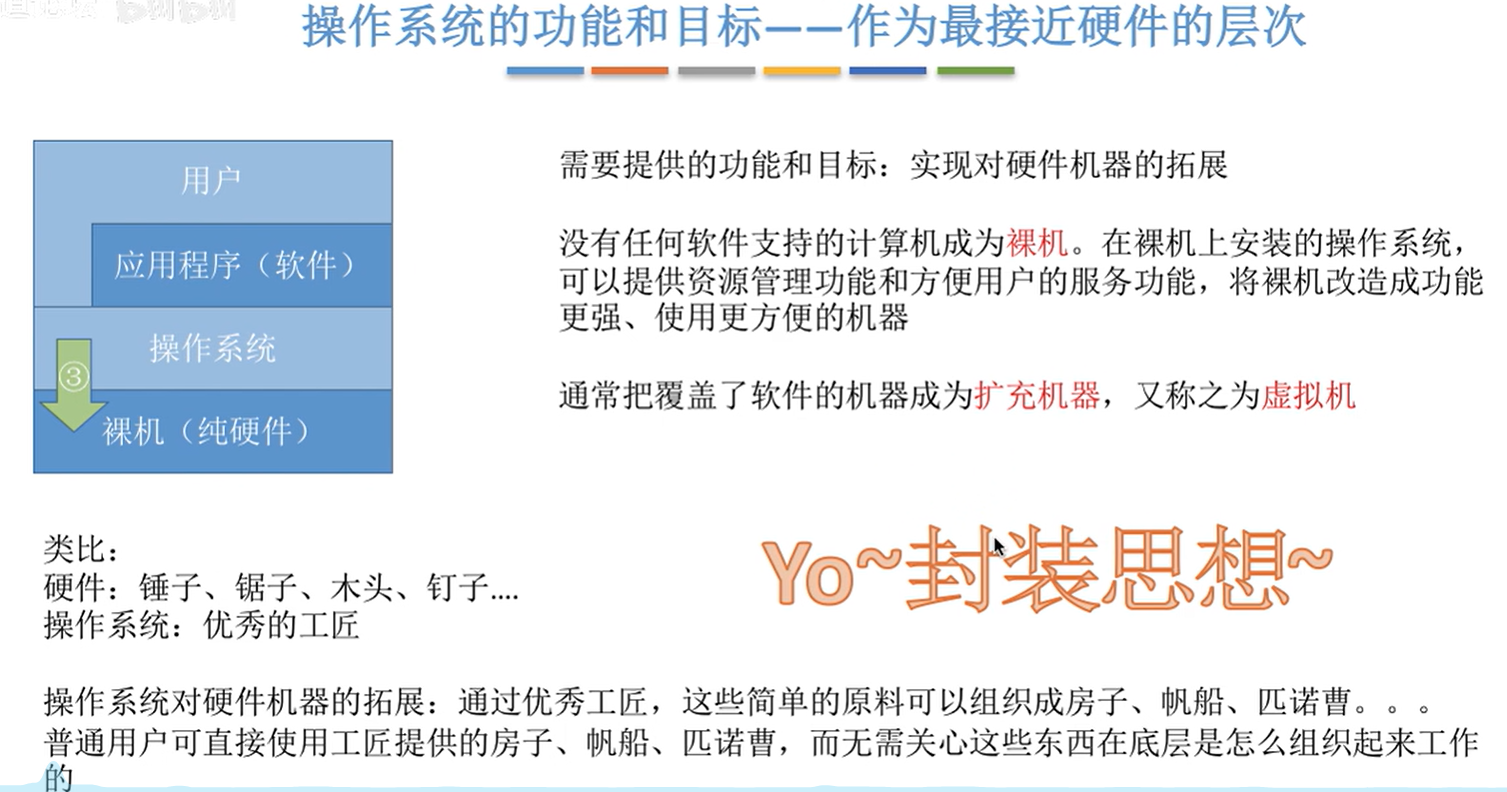 操作系统的功能和目标——作为最接近硬件的层次
用户
应用程序（软件）
操作系统
③
裸机（纯硬件）
需要提供的功能和目标：实现对硬件机器的拓展
没有任何软件支持的计算机成为裸机。在裸机上安装的操作系统，
可以提供资源管理功能和方便用户的服务功能，将裸机改造成功能
更强、使用更方便的机器
通常把覆盖了软件的机器成为扩充机器，又称之为虚拟机
类比：
硬件：锤子、锯子、木头、钉子....
操作系统：优秀的工匠
Yo~封装思想~
操作系统对硬件机器的拓展：通过优秀工匠，这些简单的原料可以组织成房子、帆船、匹诺曹。。。
普通用户可直接使用工匠提供的房子、帆船、匹诺曹，而无需关心这些东西在底层是怎么组织起来工作
的